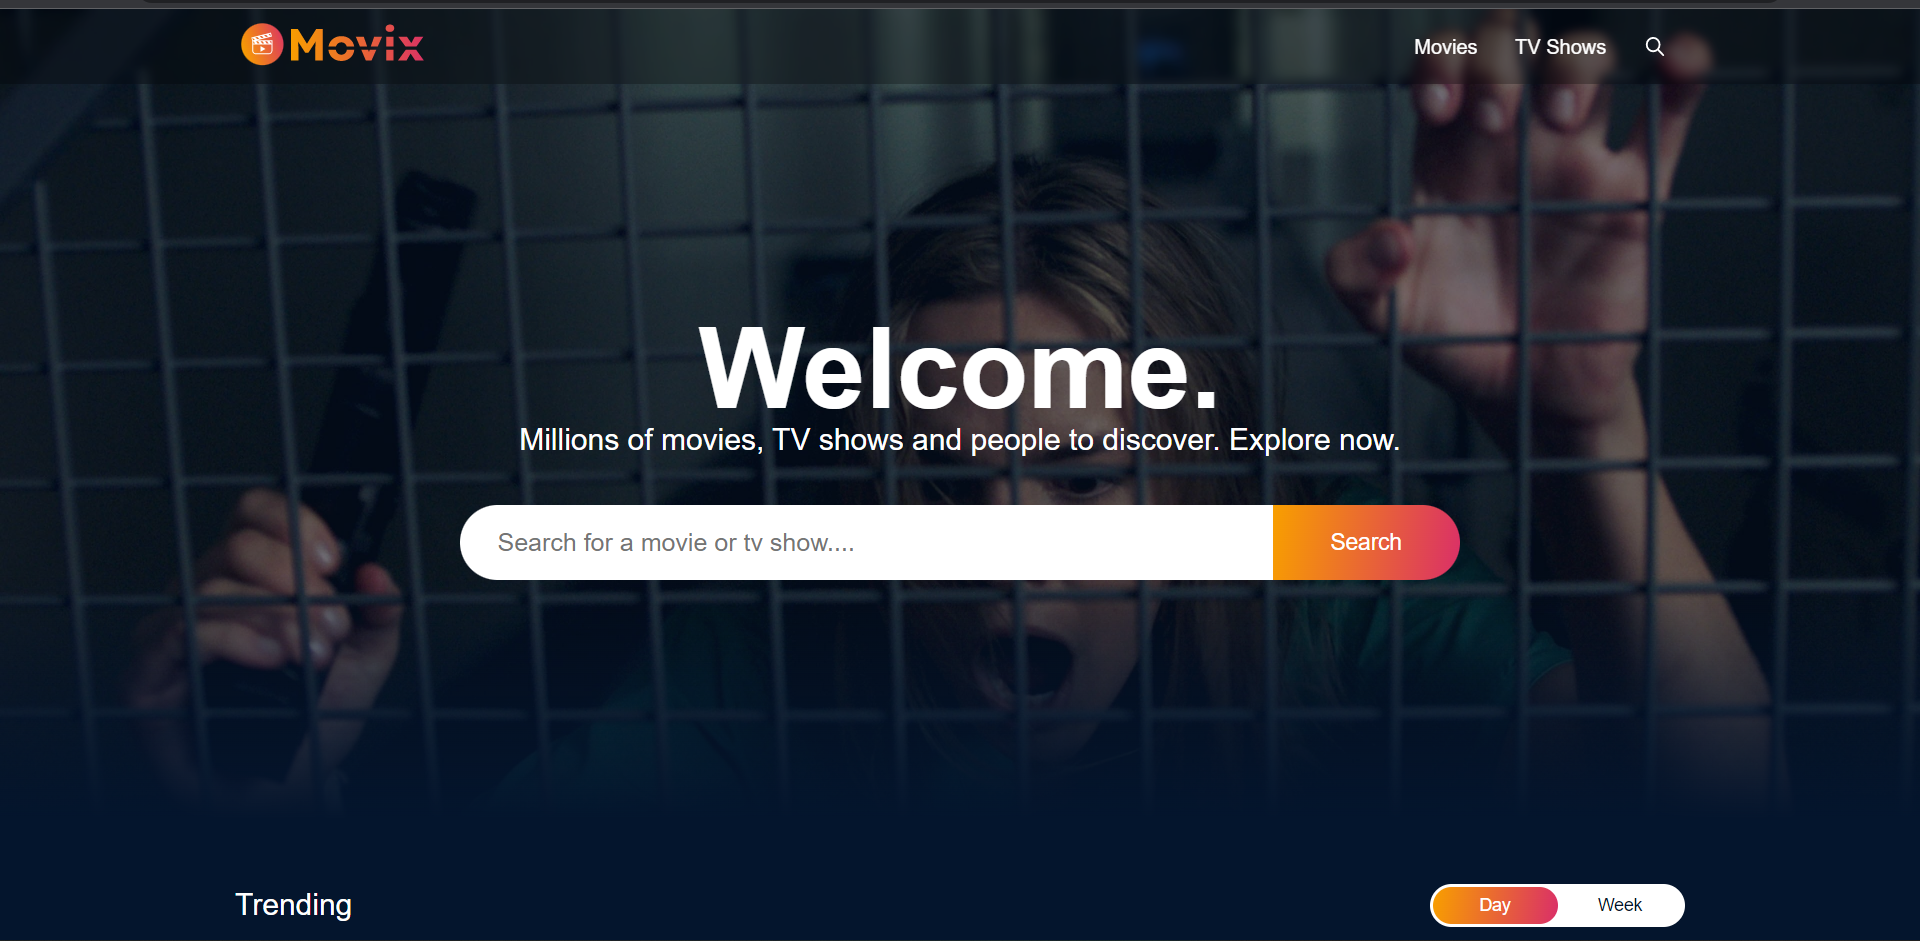 Movix
Movies
TV Shows
Welcome.
Millions of movies, TV shows and people to discover. Explore now.
Search for a movie or tv show....
Search
Trending
Day
Week